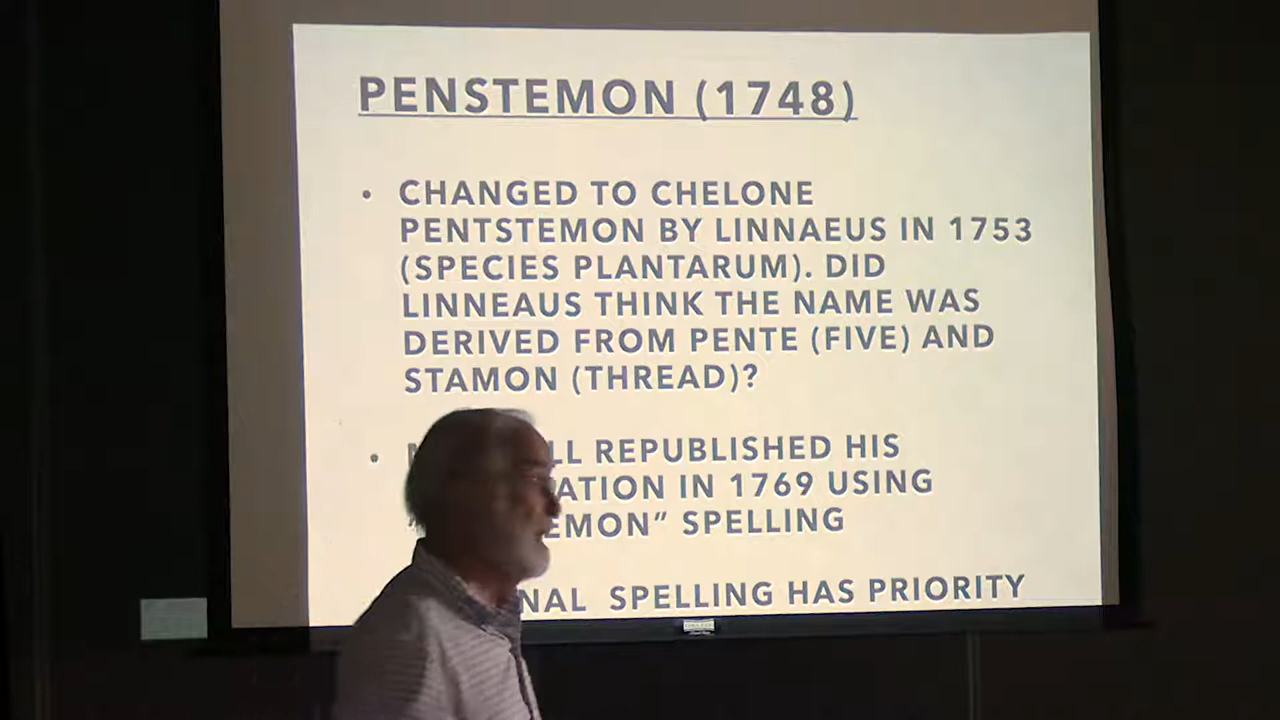 PENSTEMON (1748)
• CHANGED TO CHELONE
PENTSTEMON BY LINNAEUS IN 1753
(SPECIES PLANTARUM). DID
LINNEAUS THINK THE NAME WAS
DERIVED FROM PENTE (FIVE) AND
STAMON (THREAD)?
• LL REPUBLISHED HIS
ATION IN 1769 USING
EMON” SPELLING
NAL SPELLING HAS PRIORITY